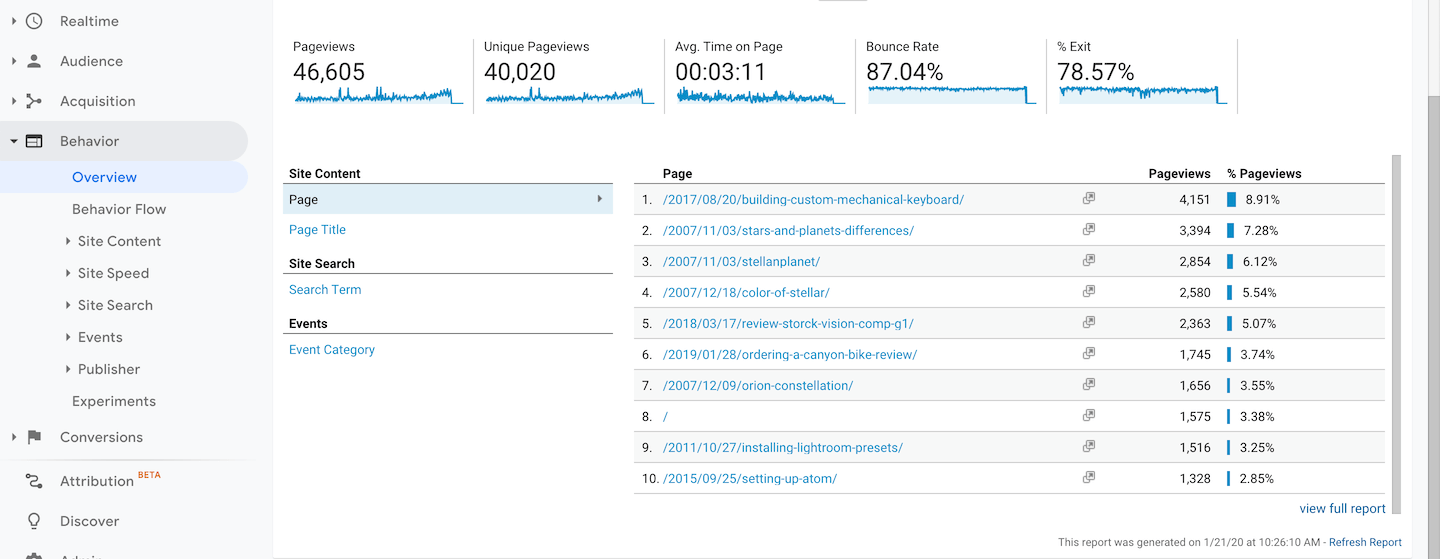 Realtime
Audience
Acquisition
Behavior
Overview
Behavior Flow
Site Content
Site Speed
Site Search
Events
Publisher
Experiments
Conversions
Attribution BETA
Discover
Admin
Pageviews
46,605
Unique Pageviews
40,020
Avg. Time on Page
00:03:11
Bounce Rate
87.04%
% Exit
78.57%
Site Content
Page
Page Title
Site Search
Search Term
Events
Event Category
Page Pageviews % Pageviews
1. /2017/08/20/building-custom-mechanical-keyboard/ 4,151 8.91%
2. /2007/11/03/stars-and-planets-differences/ 3,394 7.28%
3. /2007/11/03/stellanplanet/ 2,854 6.12%
4. /2007/12/18/color-of-stellar/ 2,580 5.54%
5. /2018/03/17/review-storck-vision-comp-g1/ 2,363 5.07%
6. /2019/01/28/ordering-a-canyon-bike-review/ 1,745 3.74%
7. /2007/12/09/orion-constellation/ 1,656 3.55%
8. / 1,575 3.38%
9. /2011/10/27/installing-lightroom-presets/ 1,516 3.25%
10. /2015/09/25/setting-up-atom/ 1,328 2.85%
view full report
This report was generated on 1/21/20 at 10:26:10 AM - Refresh Report